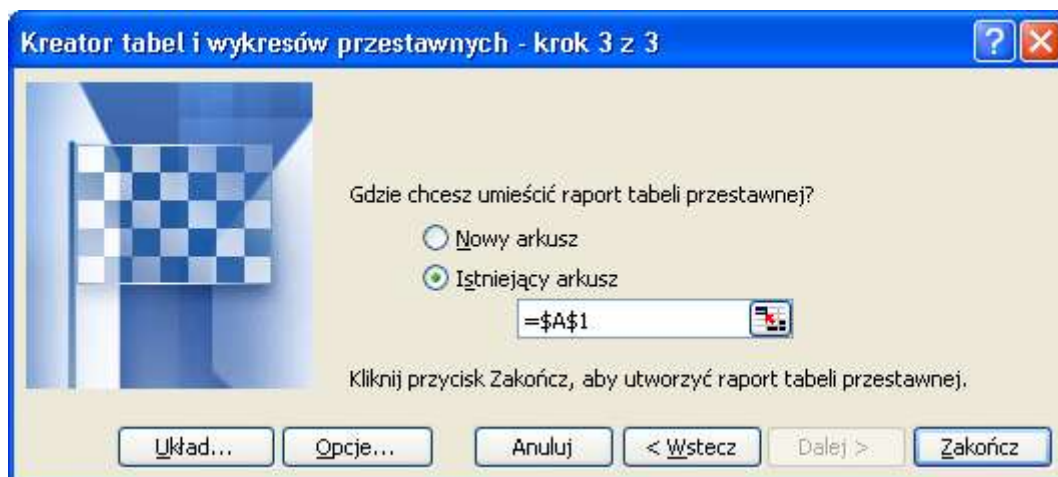 Kreator tabel i wykresów przestawnych - krok 3 z 3
Gdzie chcesz umieścić raport tabeli przestawnej?
Nowy arkusz
Istniejący arkusz
=$A$1
Kliknij przycisk Zakończ, aby utworzyć raport tabeli przestawnej.
Układ... Opcje... Anuluj < Wstecz Dalej > Zakończ